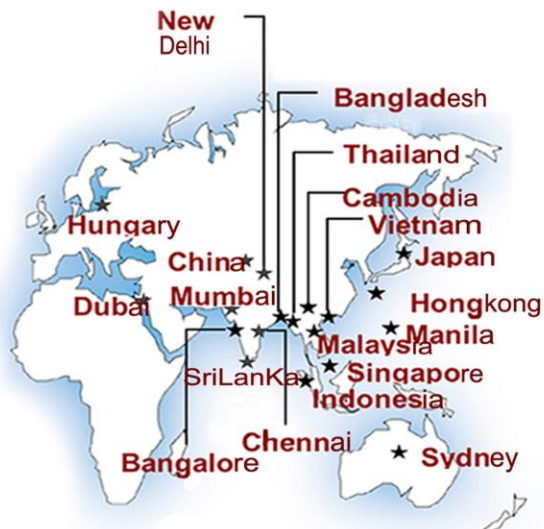 New
Delhi
Bangladesh
Thailand
Cambodia
Vietnam
Hungary
China
Japan
Dubai
Mumbai
Hongkong
Manila
Malaysia
SriLanKa
Singapore
Indonesia
Chennai
Bangalore
Sydney